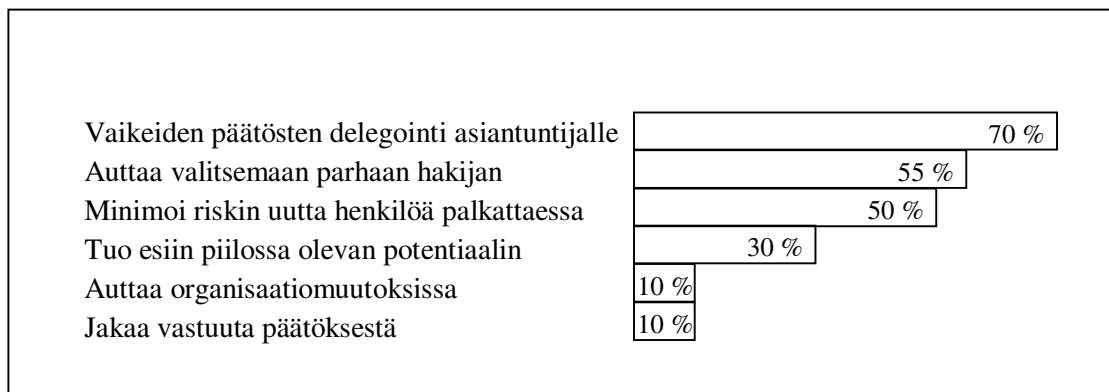 Vaikeiden päätösten delegointi asiantuntijalle 70 %
Auttaa valitsemaan parhaan hakijan 55 %
Minimoi riskin uutta henkilöä palkattaessa 50 %
Tuo esiin piilossa olevan potentiaalin 30 %
Auttaa organisaatiomuutoksissa 10 %
Jakaa vastuuta päätöksestä 10 %